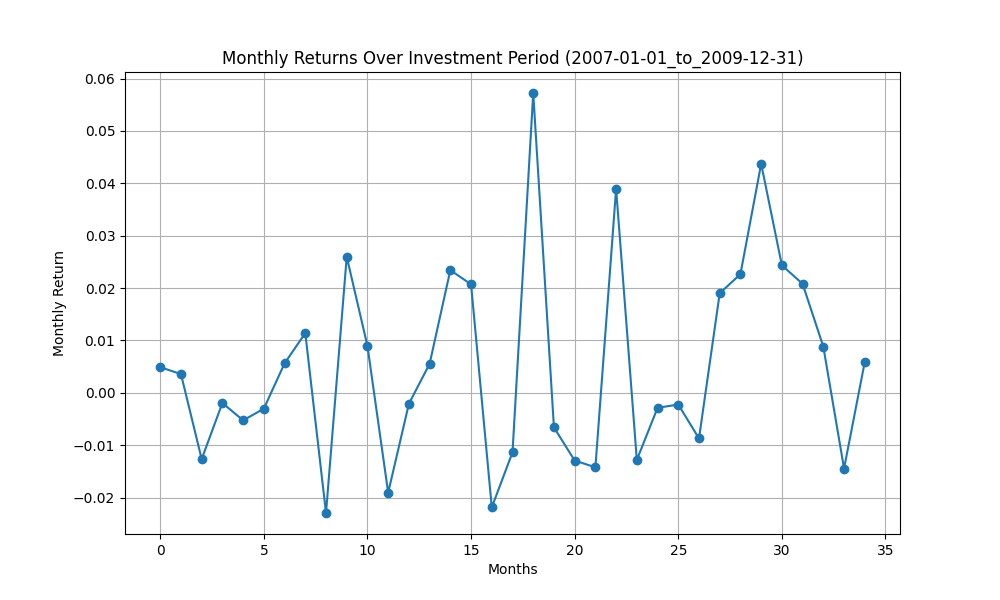 Monthly Returns Over Investment Period (2007-01-01_to_2009-12-31)
0.06
0.05
0.04
0.03
0.02
0.01
0.00
−0.01
−0.02
Monthly Return
0 5 10 15 20 25 30 35
Months